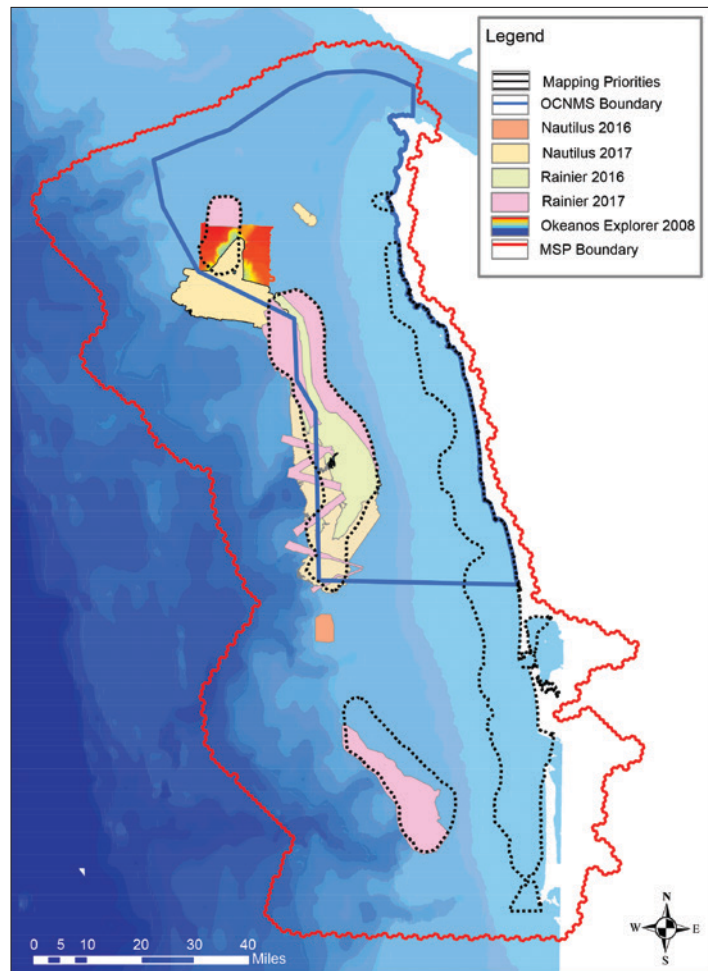 Legend
Mapping Priorities
OCNMS Boundary
Nautilus 2016
Nautilus 2017
Rainier 2016
Rainier 2017
Okeanos Explorer 2008
MSP Boundary
N
W E
S
0 5 10 20 30 40
Miles